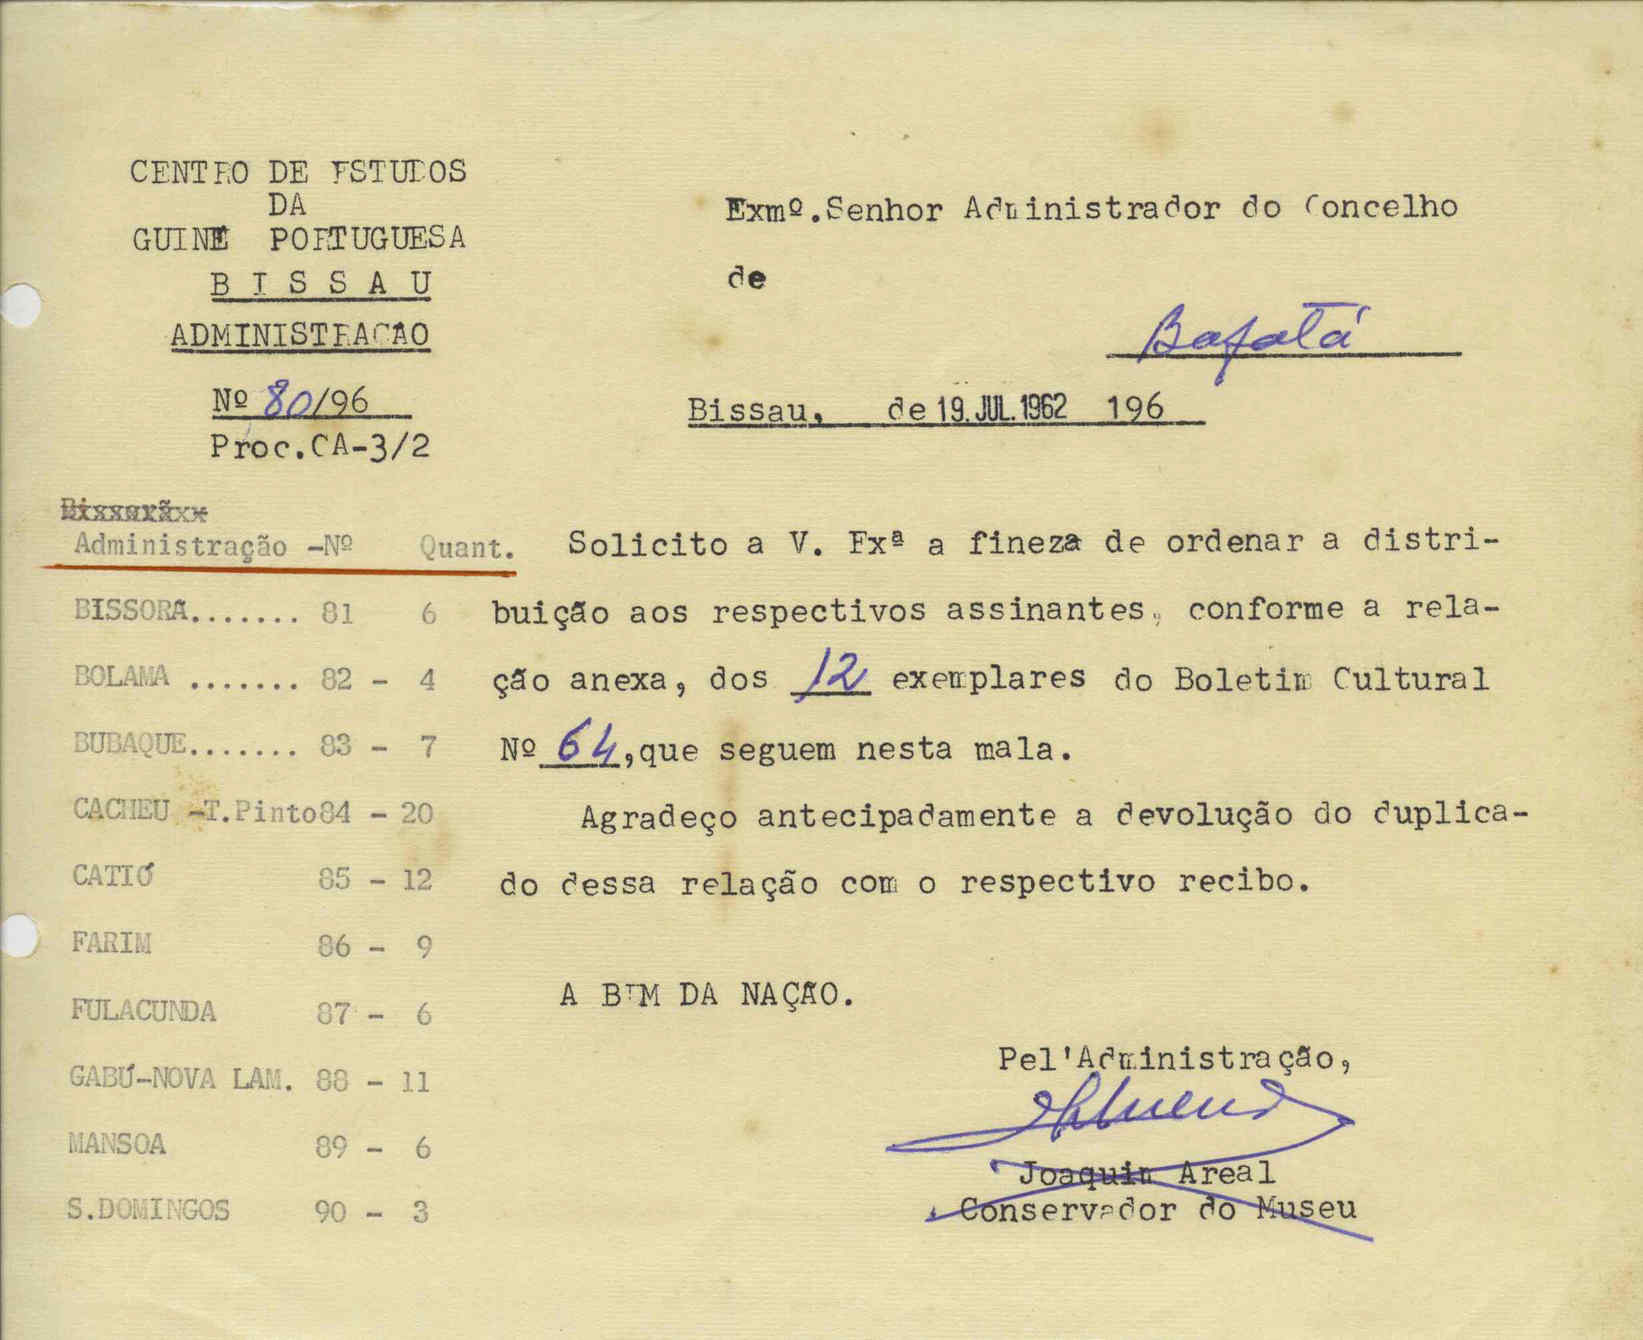 CENTRO DE ESTUDOS
DA
GUINÉ PORTUGUESA
B I S S A U
ADMINISTRAÇÃO
Nº 80/96
Proc.CA-3/2
Exmº.Senhor Administrador do Concelho
de
Bafatá
Bissau, de 19.JUL.1962 196
Administração -Nº Quant.
BISSORÃ....... 81 6
BOLAMA ....... 82 - 4
BUBAQUE....... 83 - 7
CACHEU -T.Pinto84 - 20
CATIÓ 85 - 12
FARIM 86 - 9
FULACUNDA 87 - 6
GABÚ-NOVA LAM. 88 - 11
MANSOA 89 - 6
S.DOMINGOS 90 - 3
Solicito a V. Exª a fineza de ordenar a distri-
buição aos respectivos assinantes, conforme a rela-
ção anexa, dos 12 exemplares do Boletim Cultural
Nº 64,que seguem nesta mala.
Agradeço antecipadamente a devolução do duplica-
do dessa relação com o respectivo recibo.
A BEM DA NAÇÃO.
Pel'Administração,
Joaquim Areal
Conservador do Museu